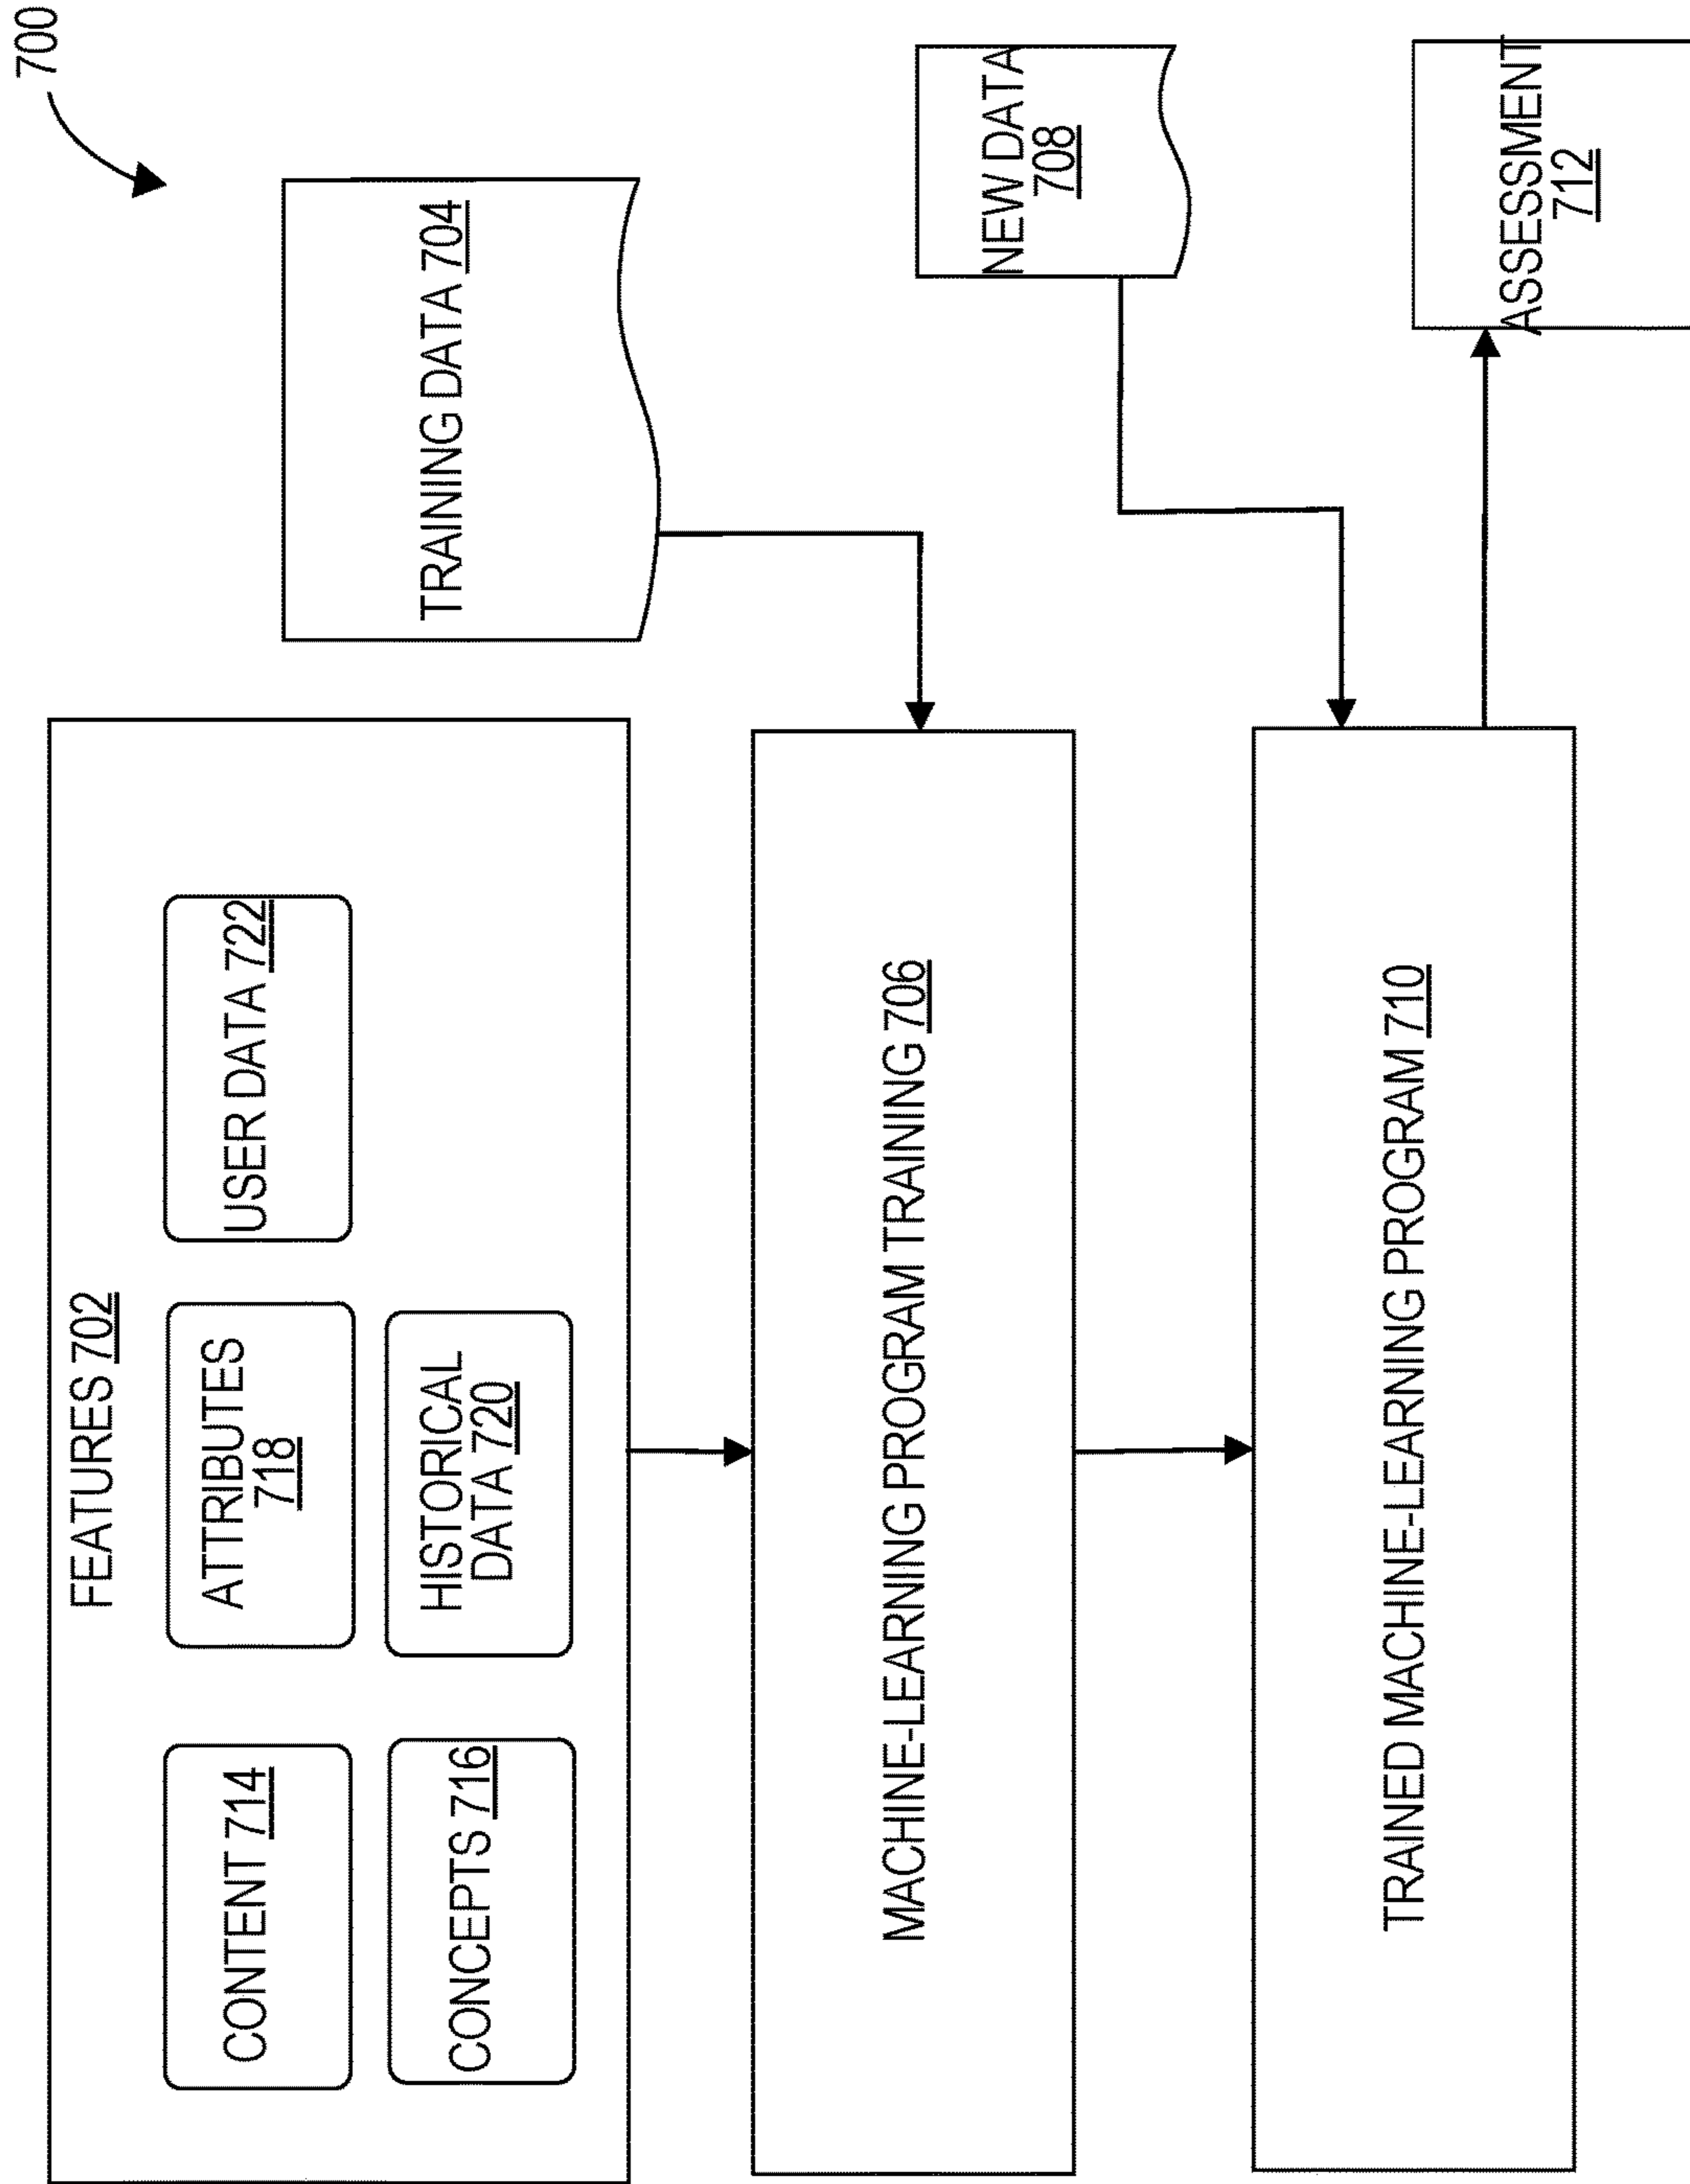 700
FEATURES 702
CONTENT 714
ATTRIBUTES
718
USER DATA 722
CONCEPTS 716
HISTORICAL
DATA 720
TRAINING DATA 704
MACHINE-LEARNING PROGRAM TRAINING 706
NEW DATA
708
TRAINED MACHINE-LEARNING PROGRAM 710
ASSESSMENT
712